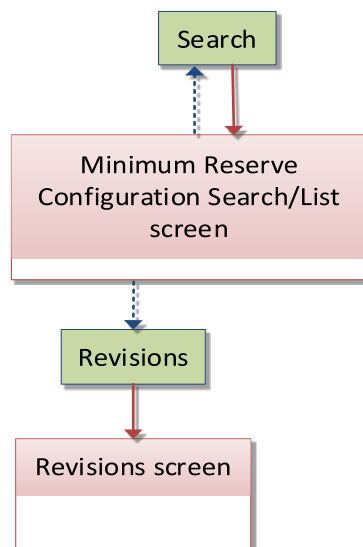 Search
Minimum Reserve
Configuration Search/List
screen
Revisions
Revisions screen